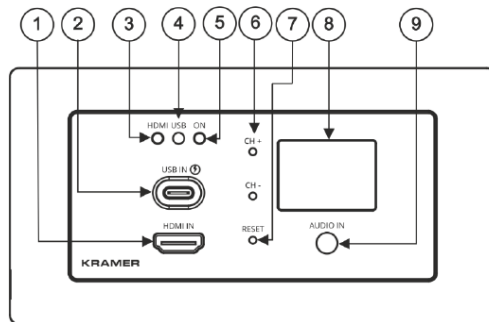 1 2 3 4 5 6 7 8 9
HDMI USB ON
CH +
USB IN
CH -
HDMI IN
RESET
AUDIO IN
KRAMER